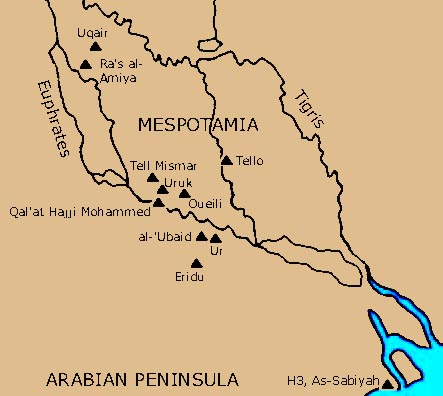 Uqair
Ra's al-
Amiya
Euphrates
Tigris
MESPOTAMIA
Tello
Tell Mismar
Uruk
Oueili
Qal'at Hajji Mohammed
al-'Ubaid
Ur
Eridu
ARABIAN PENINSULA
H3, As-Sabiyah